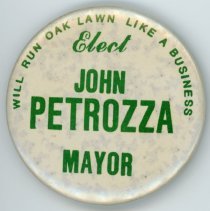 WILL RUN OAK LAWN LIKE A BUSINESS
Elect
JOHN
PETROZZA
MAYOR